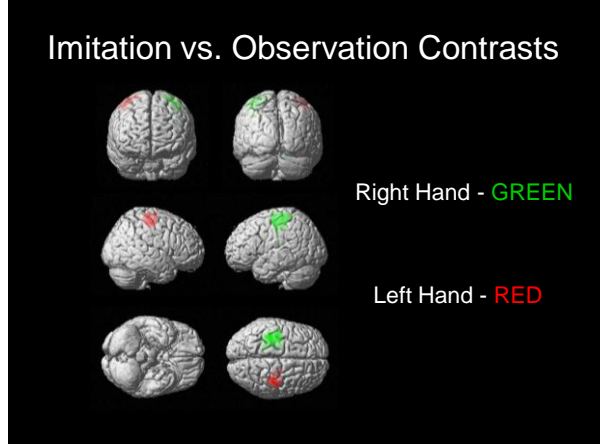 Imitation vs. Observation Contrasts
Right Hand - GREEN
Left Hand - RED